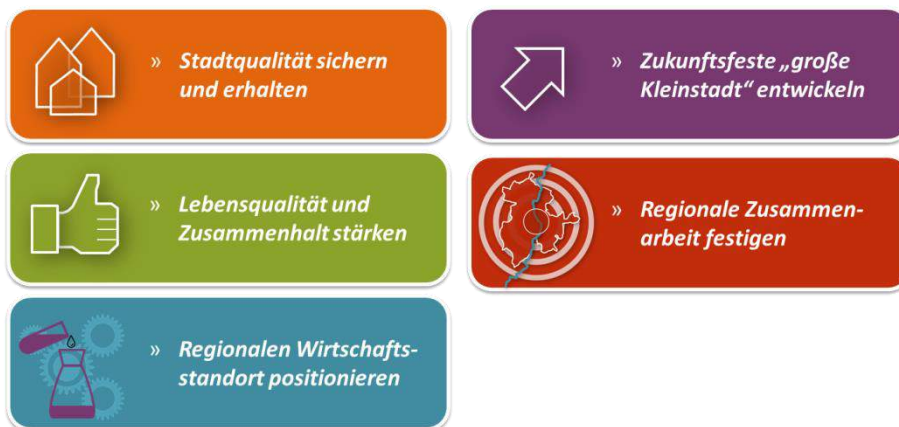 » Stadtqualität sichern
und erhalten
» Lebensqualität und
Zusammenhalt stärken
» Regionalen Wirtschafts-
standort positionieren
» Zukunftsfeste „große
Kleinstadt“ entwickeln
» Regionale Zusammen-
arbeit festigen